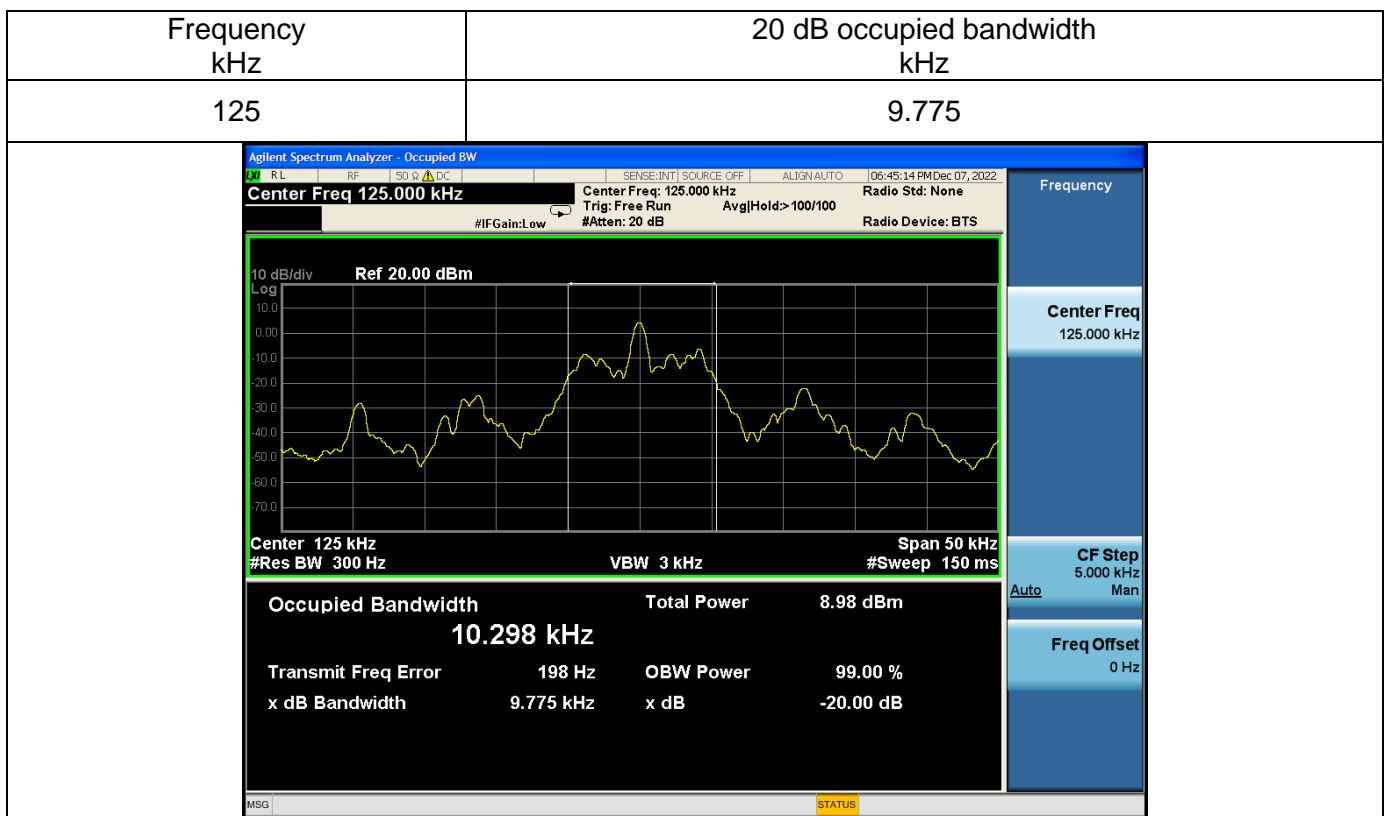 Frequency
kHz
20 dB occupied bandwidth
kHz
125
9.775
Agilent Spectrum Analyzer - Occupied BW
LXI RL RF 50 Ω DC SENSE:INT SOURCE OFF ALIGN AUTO 06:45:14 PM Dec 07, 2022
Center Freq 125.000 kHz
Center Freq: 125.000 kHz
Radio Std: None
Trig: Free Run
Avg|Hold:>100/100
#IFGain:Low
#Atten: 20 dB
Radio Device: BTS
10 dB/div
Ref 20.00 dBm
Log
10.0
0.00
-10.0
-20.0
-30.0
-40.0
-50.0
-60.0
-70.0
Center 125 kHz
Span 50 kHz
#Res BW 300 Hz
VBW 3 kHz
#Sweep 150 ms
Occupied Bandwidth
10.298 kHz
Total Power
8.98 dBm
Transmit Freq Error
198 Hz
OBW Power
99.00 %
x dB Bandwidth
9.775 kHz
x dB
-20.00 dB
Frequency
Center Freq
125.000 kHz
CF Step
5.000 kHz
Auto Man
Freq Offset
0 Hz
MSG
STATUS